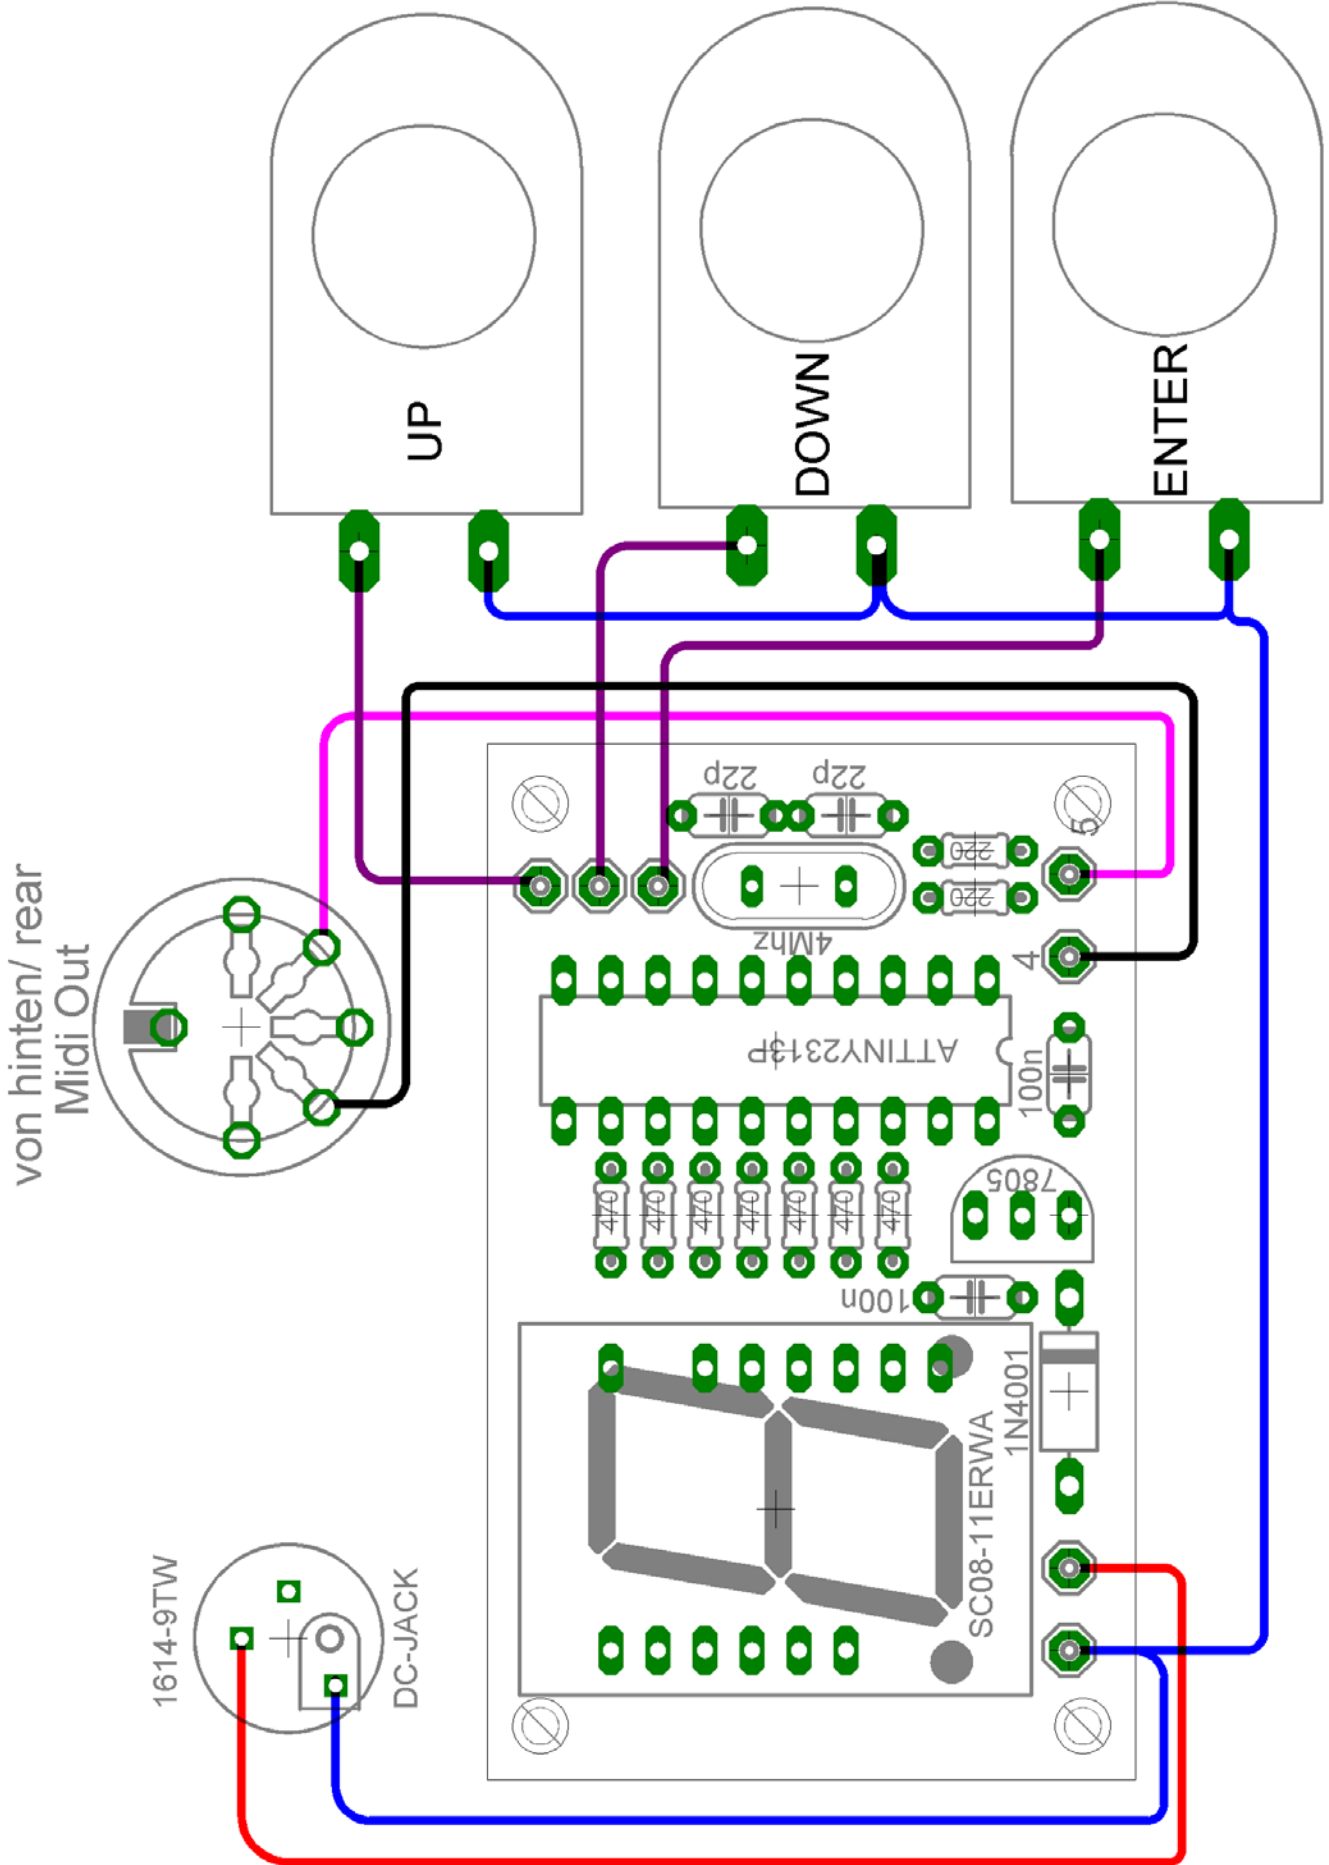 UP
DOWN
ENTER
von hinten/ rear
Midi Out
22p
22p
220
220
5
4
4Mhz
ATTINY2313P
100n
7805
470
470
470
470
470
470
470
100n
1N4001
SC08-11ERWA
1614-9TW
DC-JACK